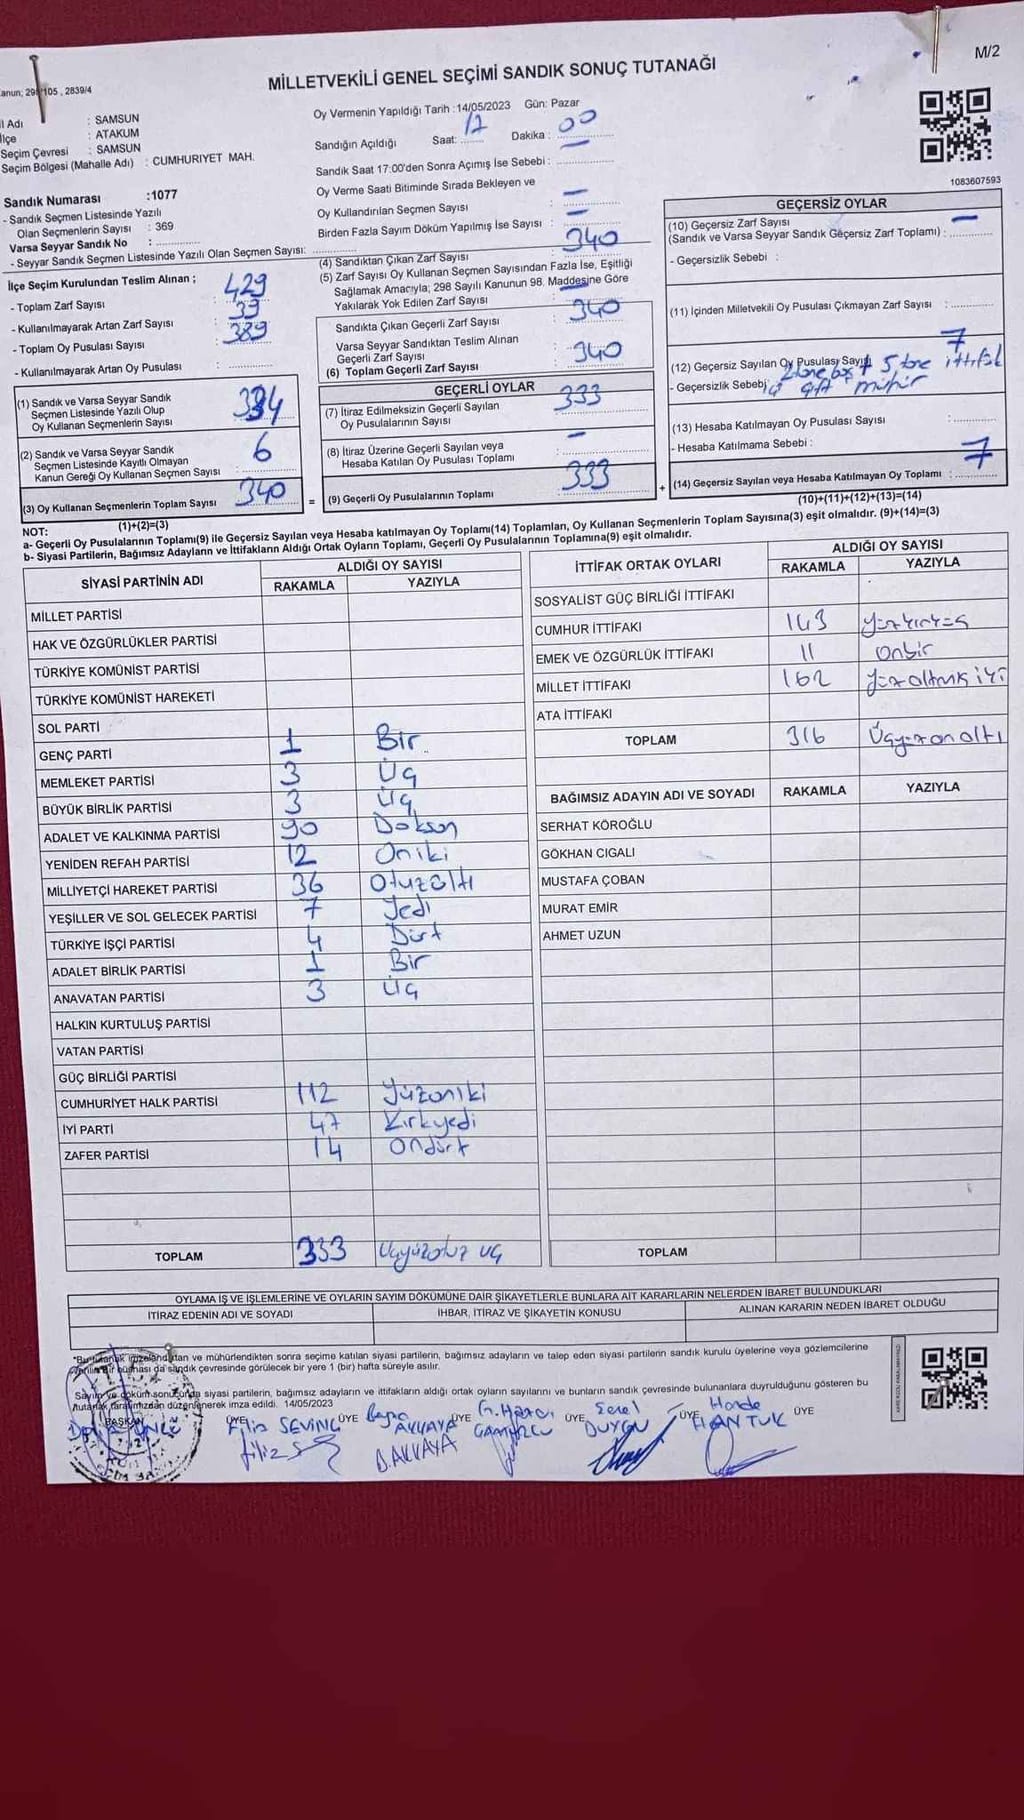 M/2
MİLLETVEKİLİ GENEL SEÇİMİ SANDIK SONUÇ TUTANAĞI
2839/4
: SAMSUN
İlçe : ATAKUM
Seçim Çevresi : SAMSUN
Seçim Bölgesi (Mahalle Adı) : CUMHURIYET MAH.
Sandık Numarası :1077
- Sandık Seçmen Listesinde Yazılı
Olan Seçmenlerin Sayısı : 369
Varsa Seyyar Sandık No :
- Seyyar Sandık Seçmen Listesinde Yazılı Olan Seçmen Sayısı:
Oy Vermenin Yapıldığı Tarih :14/05/2023 Gün: Pazar
Sandığın Açıldığı Saat: 17 Dakika : 00
Sandık Saat 17:00'den Sonra Açımış İse Sebebi : —
Oy Verme Saati Bitiminde Sırada Bekleyen ve
Oy Kullandırılan Seçmen Sayısı : —
Birden Fazla Sayım Döküm Yapılmış İse Sayısı : —
1083607593
İlçe Seçim Kurulundan Teslim Alınan ;
- Toplam Zarf Sayısı : 429
- Kullanılmayarak Artan Zarf Sayısı : 39
- Toplam Oy Pusulası Sayısı : 389
- Kullanılmayarak Artan Oy Pusulası :
(1) Sandık ve Varsa Seyyar Sandık
Seçmen Listesinde Yazılı Olup
Oy Kullanan Seçmenlerin Sayısı : 334
(2) Sandık ve Varsa Seyyar Sandık
Seçmen Listesinde Kayıtlı Olmayan
Kanun Gereği Oy Kullanan Seçmen Sayısı : 6
(3) Oy Kullanan Seçmenlerin Toplam Sayısı 340
(1)+(2)=(3)
(4) Sandıktan Çıkan Zarf Sayısı : 340
(5) Zarf Sayısı Oy Kullanan Seçmen Sayısından Fazla İse, Eşitliği
Sağlamak Amacıyla; 298 Sayılı Kanunun 98. Maddesine Göre
Yakılarak Yok Edilen Zarf Sayısı : —
Sandıkta Çıkan Geçerli Zarf Sayısı : 340
Varsa Seyyar Sandıktan Teslim Alınan
Geçerli Zarf Sayısı
(6) Toplam Geçerli Zarf Sayısı : 340
GEÇERLİ OYLAR
(7) İtiraz Edilmeksizin Geçerli Sayılan
Oy Pusulalarının Sayısı : 333
(8) İtiraz Üzerine Geçerli Sayılan veya
Hesaba Katılan Oy Pusulası Toplamı : —
= (9) Geçerli Oy Pusulalarının Toplamı : 333
GEÇERSİZ OYLAR
(10) Geçersiz Zarf Sayısı
(Sandık ve Varsa Seyyar Sandık Geçersiz Zarf Toplamı) : —
- Geçersizlik Sebebi :
(11) İçinden Milletvekili Oy Pusulası Çıkmayan Zarf Sayısı :
(12) Geçersiz Sayılan Oy Pusulası Sayısı : 7
- Geçersizlik Sebebi 2 tane boş + 5 tane ittifak
içi çift mühür
(13) Hesaba Katılmayan Oy Pusulası Sayısı :
- Hesaba Katılmama Sebebi :
+ (14) Geçersiz Sayılan veya Hesaba Katılmayan Oy Toplamı : 7
(10)+(11)+(12)+(13)=(14)
NOT:
a- Geçerli Oy Pusulalarının Toplamı(9) ile Geçersiz Sayılan veya Hesaba katılmayan Oy Toplamı(14) Toplamları, Oy Kullanan Seçmenlerin Toplam Sayısına(3) eşit olmalıdır. (9)+(14)=(3)
b- Siyasi Partilerin, Bağımsız Adayların ve İttifakların Aldığı Ortak Oyların Toplamı, Geçerli Oy Pusulalarının Toplamına(9) eşit olmalıdır.
SİYASİ PARTİNİN ADI ALDIĞI OY SAYISI
RAKAMLA YAZIYLA
MİLLET PARTİSİ
HAK VE ÖZGÜRLÜKLER PARTİSİ
TÜRKİYE KOMÜNİST PARTİSİ
TÜRKİYE KOMÜNİST HAREKETİ
SOL PARTİ
GENÇ PARTİ 1 Bir
MEMLEKET PARTİSİ 3 Üç
BÜYÜK BİRLİK PARTİSİ 3 Üç
ADALET VE KALKINMA PARTİSİ 90 Doksan
YENİDEN REFAH PARTİSİ 12 Oniki
MİLLİYETÇİ HAREKET PARTİSİ 36 Otuzaltı
YEŞİLLER VE SOL GELECEK PARTİSİ 7 Yedi
TÜRKİYE İŞÇİ PARTİSİ 4 Dört
ADALET BİRLİK PARTİSİ 1 Bir
ANAVATAN PARTİSİ 3 Üç
HALKIN KURTULUŞ PARTİSİ
VATAN PARTİSİ
GÜÇ BİRLİĞİ PARTİSİ
CUMHURİYET HALK PARTİSİ 112 Yüzoniki
İYİ PARTİ 47 Kırkyedi
ZAFER PARTİSİ 14 Ondört
TOPLAM 333 Üçyüzotuz üç
İTTİFAK ORTAK OYLARI ALDIĞI OY SAYISI
RAKAMLA YAZIYLA
SOSYALİST GÜÇ BİRLİĞİ İTTİFAKI
CUMHUR İTTİFAKI 143 Yüzkırküç
EMEK VE ÖZGÜRLÜK İTTİFAKI 11 Onbir
MİLLET İTTİFAKI 162 Yüzaltmışiki
ATA İTTİFAKI
TOPLAM 316 Üçyüzonaltı
BAĞIMSIZ ADAYIN ADI VE SOYADI RAKAMLA YAZIYLA
SERHAT KÖROĞLU
GÖKHAN CIGALI
MUSTAFA ÇOBAN
MURAT EMİR
AHMET UZUN
TOPLAM
OYLAMA İŞ VE İŞLEMLERİNE VE OYLARIN SAYIM DÖKÜMÜNE DAİR ŞİKAYETLERLE BUNLARA AİT KARARLARIN NELERDEN İBARET BULUNDUKLARI
İTİRAZ EDENİN ADI VE SOYADI İHBAR, İTİRAZ VE ŞİKAYETİN KONUSU ALINAN KARARIN NEDEN İBARET OLDUĞU
ve mühürlendikten sonra seçime katılan siyasi partilerin, bağımsız adayların ve talep eden siyasi partilerin sandık kurulu üyelerine veya gözlemcilerine
da sandık çevresinde görülecek bir yere 1 (bir) hafta süreyle asılır.
Sayım ve döküm sonucunda siyasi partilerin, bağımsız adayların ve ittifakların aldığı ortak oyların sayılarını ve bunların sandık çevresinde bulunanlara duyrulduğunu gösteren bu
tutanak tarafımızdan düzenlenerek imza edildi. 14/05/2023
BAŞKAN ÜYE ÜYE ÜYE ÜYE ÜYE ÜYE
Filiz SEVİNÇ AKKAYA Serel DUYGU Hande HANTUK
Filiz B.AKKAYA